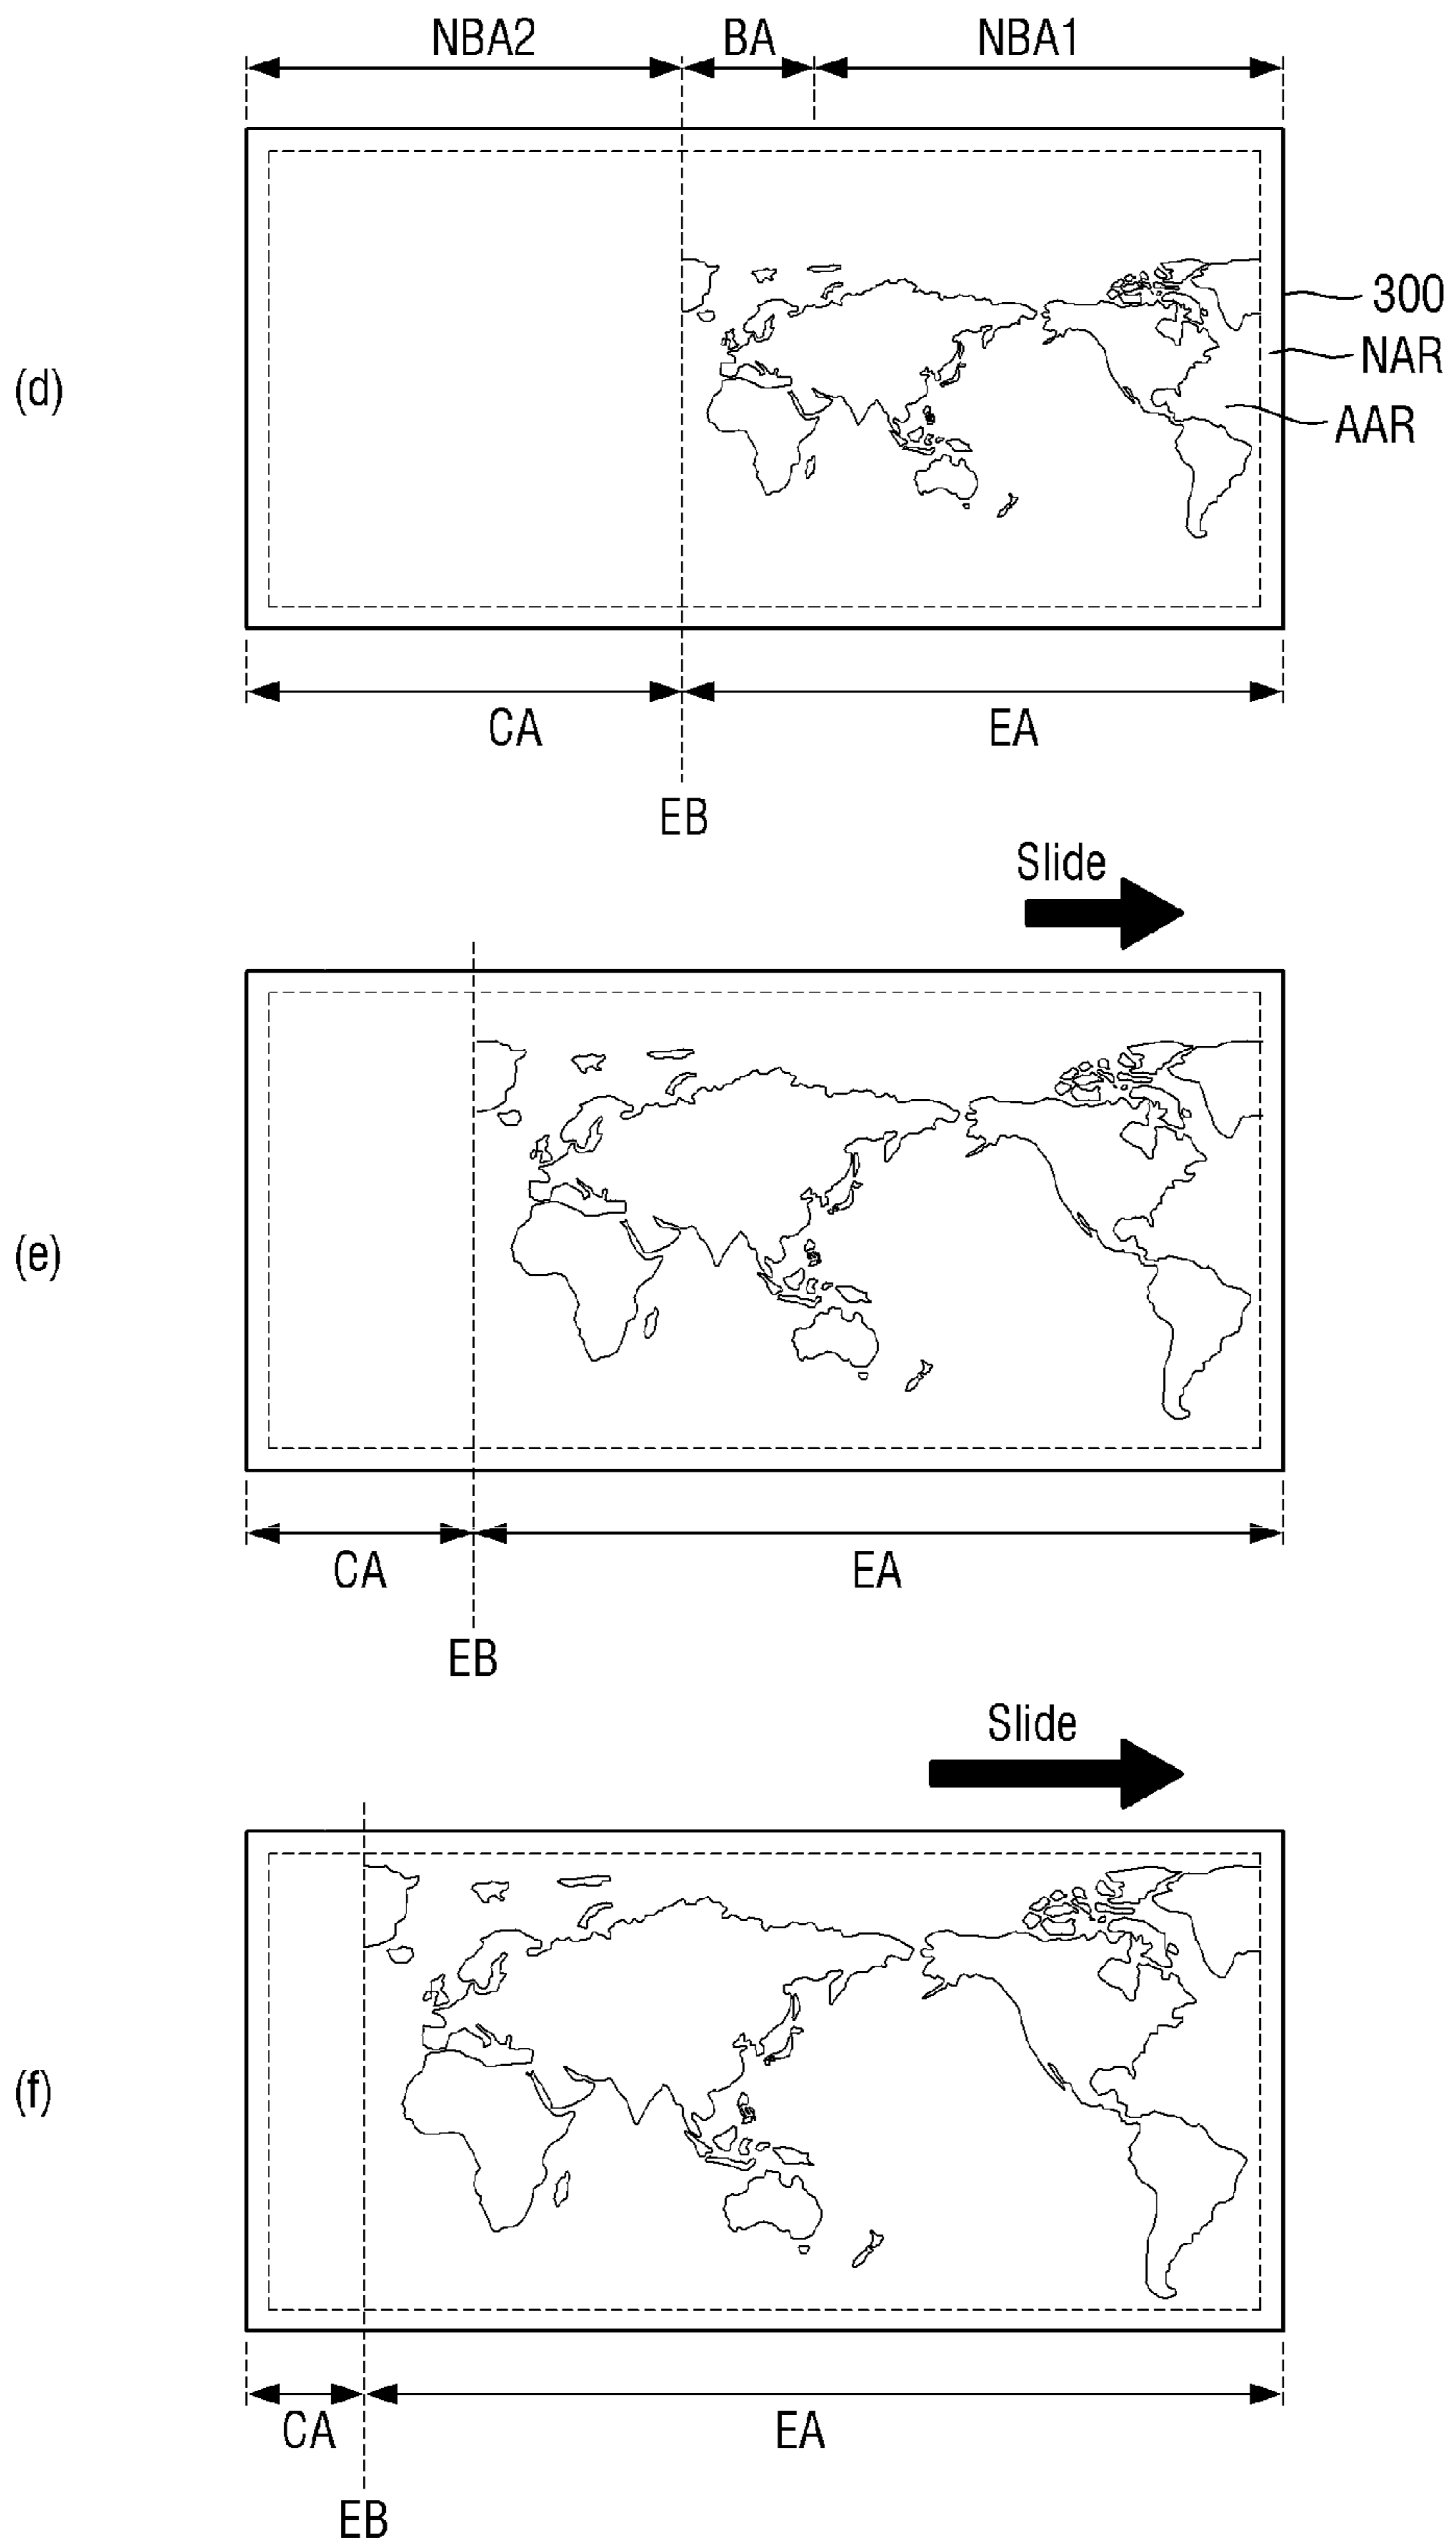 NBA2 BA NBA1
300
NAR
(d)
AAR
CA EA
EB
Slide
(e)
CA EA
EB
Slide
(f)
CA EA
EB